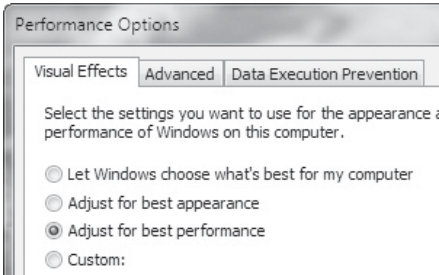 Performance Options
Visual Effects Advanced Data Execution Prevention
Select the settings you want to use for the appearance
performance of Windows on this computer.
Let Windows choose what's best for my computer
Adjust for best appearance
Adjust for best performance
Custom: